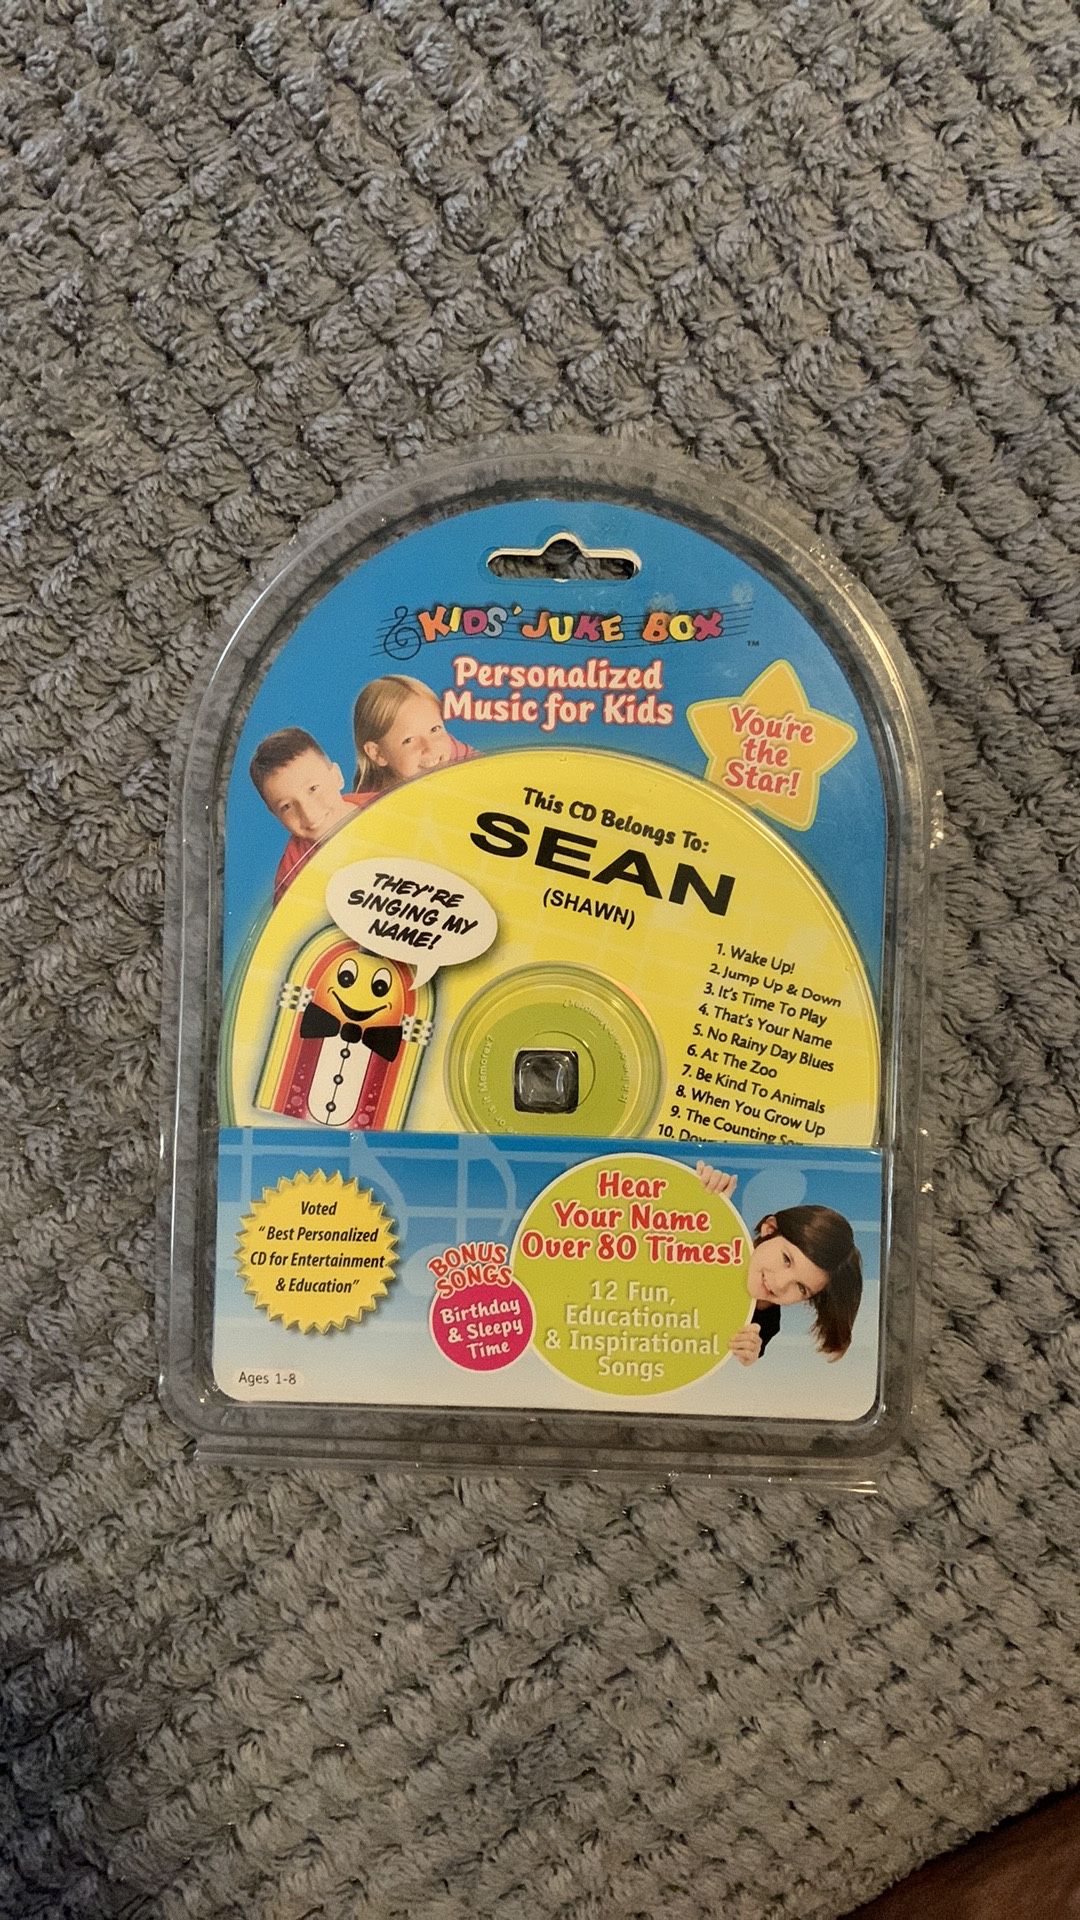 KIDS' JUKE BOX™
Personalized
Music for Kids
You're
the
Star!
This CD Belongs To:
SEAN
(SHAWN)
THEY'RE
SINGING MY
NAME!
1. Wake Up!
2. Jump Up & Down
3. It's Time To Play
4. That's Your Name
5. No Rainy Day Blues
6. At The Zoo
7. Be Kind To Animals
8. When You Grow Up
9. The Counting
10.
Voted
"Best Personalized
CD for Entertainment
& Education"
BONUS
SONGS
Birthday
& Sleepy
Time
Hear
Your Name
Over 80 Times!
12 Fun,
Educational
& Inspirational
Songs
Ages 1-8